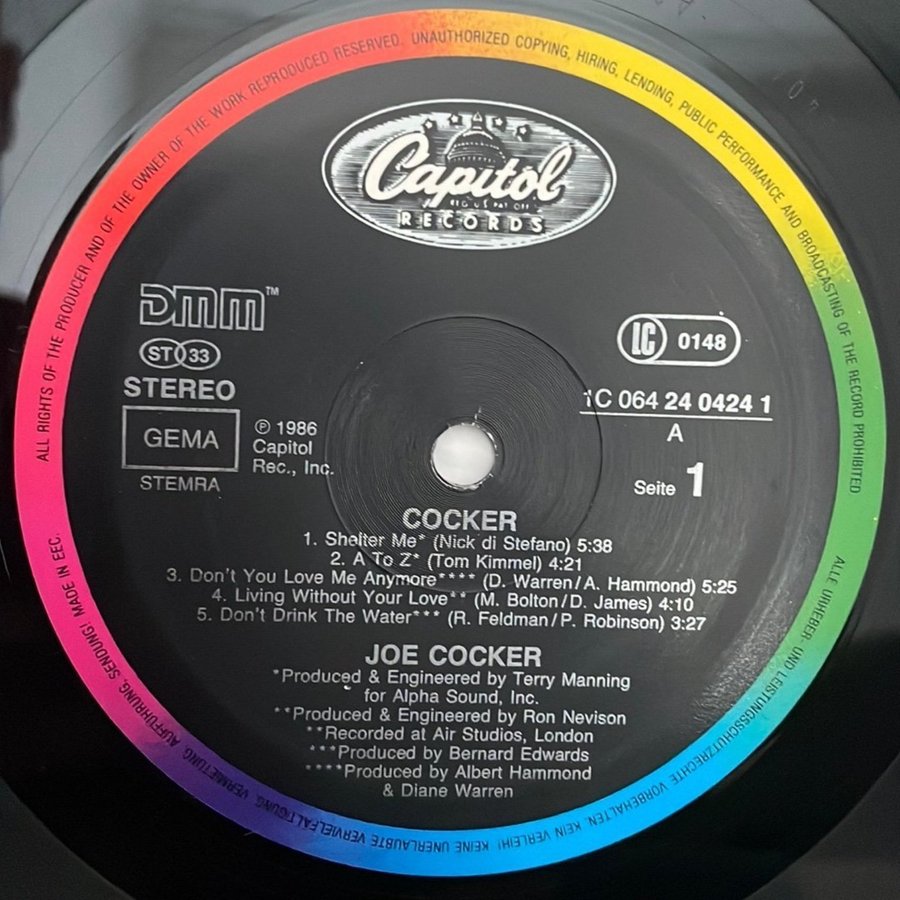 ALL RIGHTS OF THE PRODUCER AND OF THE OWNER OF THE WORK REPRODUCED RESERVED. UNAUTHORIZED COPYING, HIRING, LENDING, PUBLIC PERFORMANCE AND BROADCASTING OF THE RECORD PROHIBITED
Capitol
REG. U.S. PAT. OFF.
RECORDS
DMM™
ST 33
STEREO
GEMA
STEMRA
℗ 1986
Capitol
Rec., Inc.
LC 0148
1C 064 24 0424 1
A
Seite 1
COCKER
1. Shelter Me* (Nick di Stefano) 5:38
2. A To Z* (Tom Kimmel) 4:21
3. Don't You Love Me Anymore**** (D. Warren/A. Hammond) 5:25
4. Living Without Your Love** (M. Bolton/D. James) 4:10
5. Don't Drink The Water*** (R. Feldman/P. Robinson) 3:27
JOE COCKER
*Produced & Engineered by Terry Manning
for Alpha Sound, Inc.
**Produced & Engineered by Ron Nevison
**Recorded at Air Studios, London
***Produced by Bernard Edwards
****Produced by Albert Hammond
& Diane Warren
ALLE URHEBER- UND LEISTUNGSSCHUTZRECHTE VORBEHALTEN. KEIN VERLEIH! KEINE UNERLAUBTE VERVIELFÄLTIGUNG, VERMIETUNG, AUFFÜHRUNG, SENDUNG! MADE IN EEC.